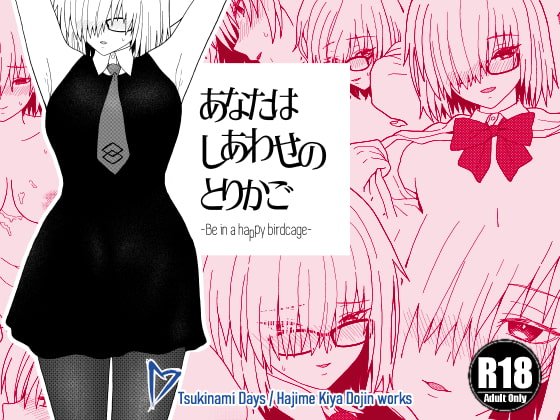 あなたは
しあわせの
とりかご
-Be in a happy birdcage-
R18
Adult Only
Tsukinami Days / Hajime Kiya Dojin works